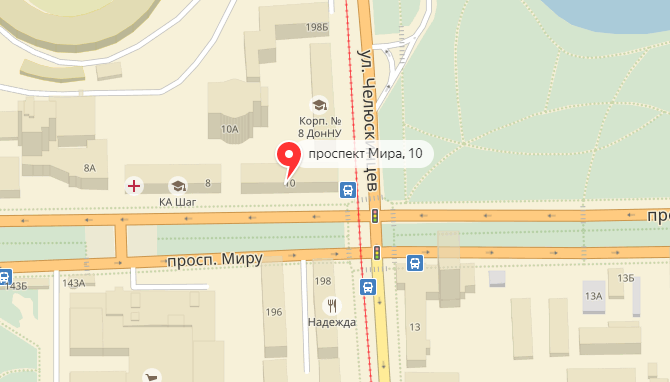 198Б
ул. Челюскинцев
Корп. №
8 ДонНУ
10А
проспект Мира, 10
8А
8
10
КА Шаг
просп. Миру
143Б
143А
198
196
Надежда
13
13А
13Б